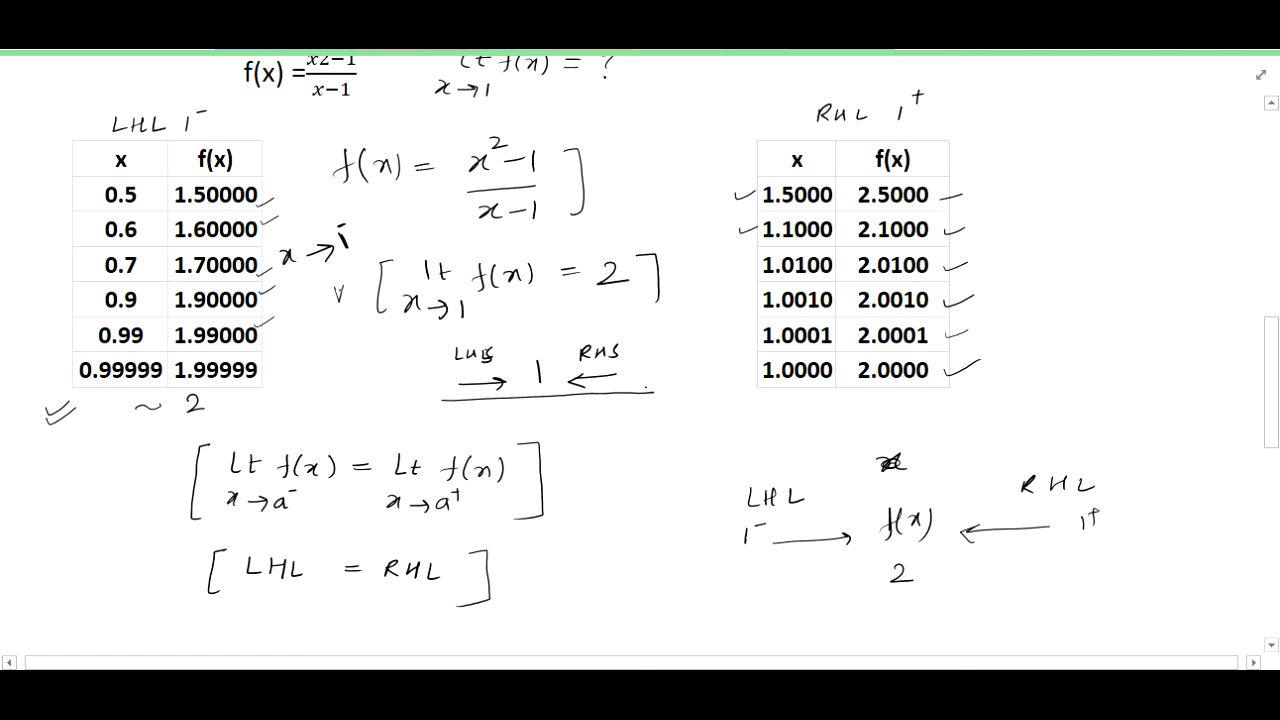 f(x) = x2−1 / x−1    Lt f(x) = ?
x→1
LHL 1⁻
x f(x)
0.5 1.50000
0.6 1.60000
0.7 1.70000
0.9 1.90000
0.99 1.99000
0.99999 1.99999
~ 2
f(x) = x²−1 / x−1 ]
x →
[ lt f(x) = 2 ]
x→1
LHS 1 RHS
RHL 1⁺
x f(x)
1.5000 2.5000
1.1000 2.1000
1.0100 2.0100
1.0010 2.0010
1.0001 2.0001
1.0000 2.0000
[ Lt f(x) = Lt f(x) ]
x→a⁻ x→a⁺
[ LHL = RHL ]
LHL RHL
1⁻ → f(x) ← 1⁺
2